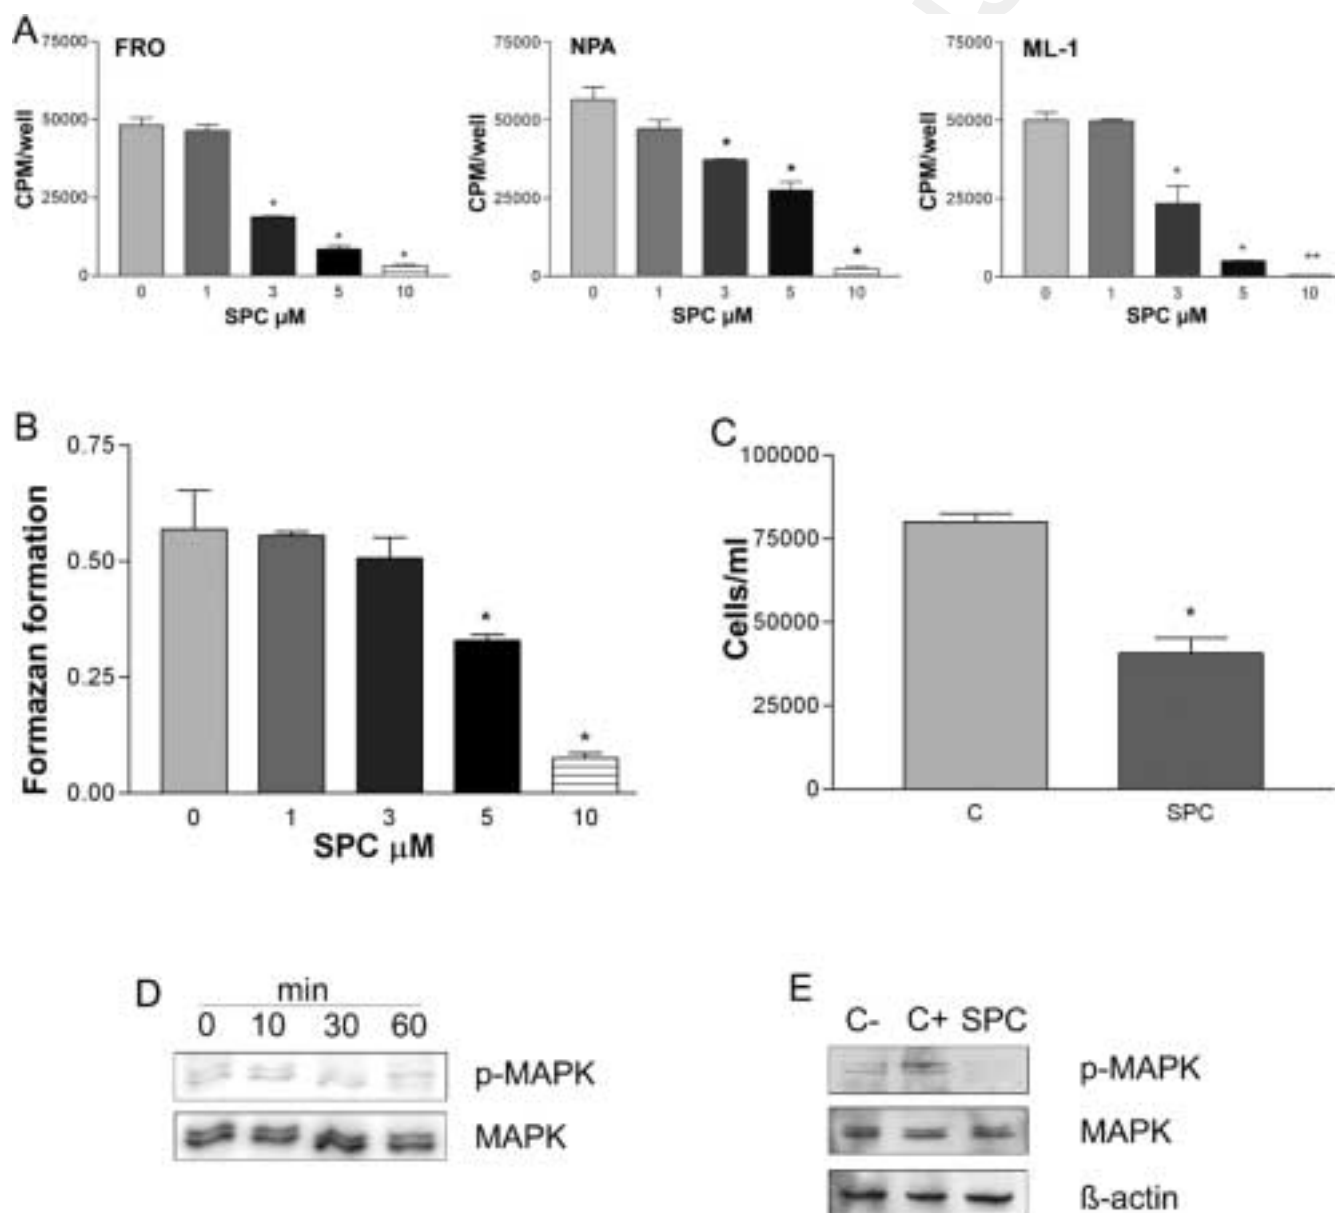 A
FRO
75000
50000
25000
0
CPM/well
0 1 3 5 10
SPC µM
* * *
NPA
75000
50000
25000
0
CPM/well
0 1 3 5 10
SPC µM
* * *
ML-1
75000
50000
25000
0
CPM/well
0 1 3 5 10
SPC µM
* * **
B
0.75
0.50
0.25
0.00
Formazan formation
0 1 3 5 10
SPC µM
* *
C
100000
75000
50000
25000
0
Cells/ml
C SPC
*
D
min
0 10 30 60
p-MAPK
MAPK
E
C- C+ SPC
p-MAPK
MAPK
ß-actin